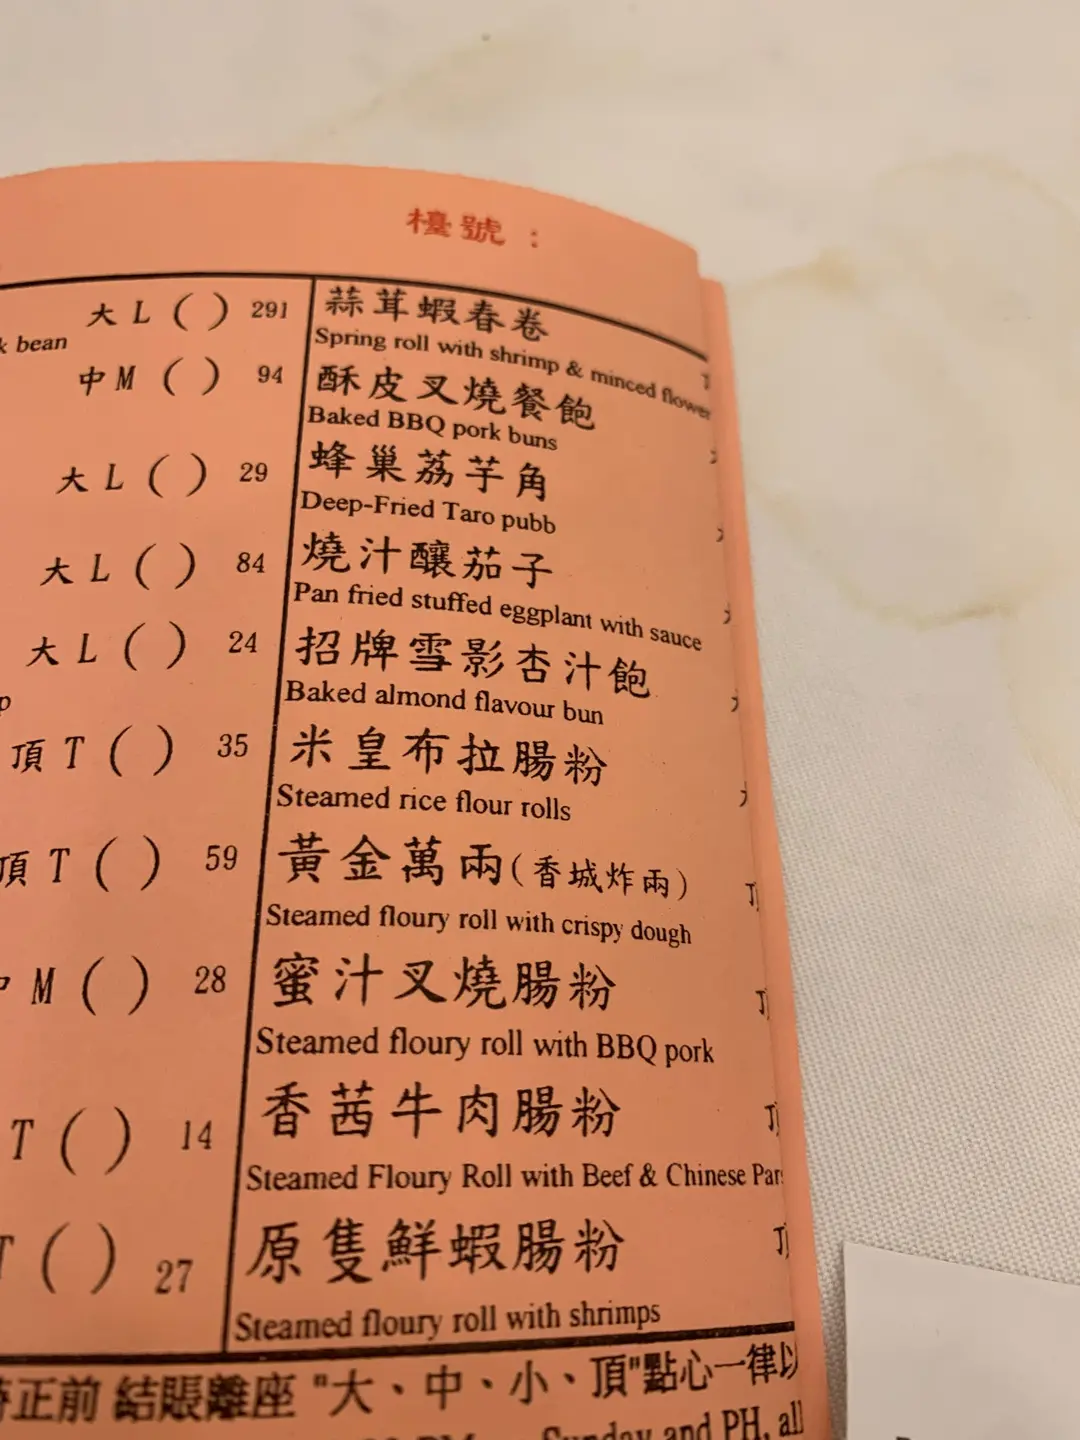 檯號：
大 L ( ) 291 蒜茸蝦春卷
bean Spring roll with shrimp & minced flower
中 M ( ) 94 酥皮叉燒餐飽
Baked BBQ pork buns
大 L ( ) 29 蜂巢荔芋角
Deep-Fried Taro pubb
大 L ( ) 84 燒汁釀茄子
Pan fried stuffed eggplant with sauce
大 L ( ) 24 招牌雪影杏汁飽
Baked almond flavour bun
頂 T ( ) 35 米皇布拉腸粉
Steamed rice flour rolls
頂 T ( ) 59 黃金萬兩(香城炸兩)
Steamed floury roll with crispy dough
M ( ) 28 蜜汁叉燒腸粉
Steamed floury roll with BBQ pork
T ( ) 14 香茜牛肉腸粉
Steamed Floury Roll with Beef & Chinese
T ( ) 27 原隻鮮蝦腸粉
Steamed floury roll with shrimps
正前 結賬離座 "大、中、小、頂"點心一律以
Sunday and PH, all